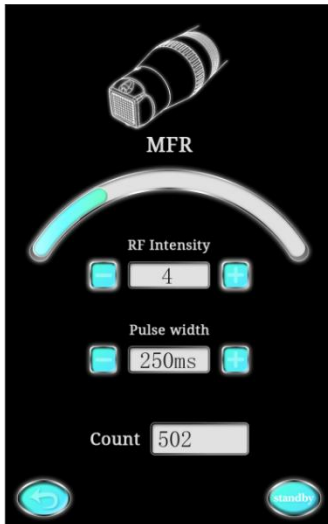 MFR
RF Intensity
4
Pulse width
250ms
Count 502
standby